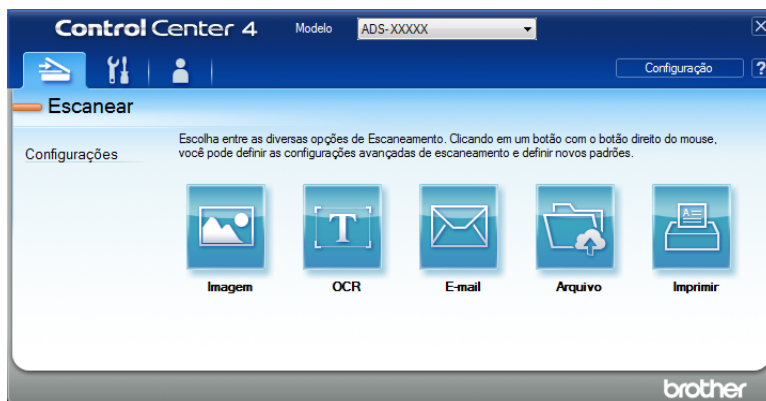 Control Center 4 Modelo ADS-XXXXX
Configuração ?
Escanear
Configurações
Escolha entre as diversas opções de Escaneamento. Clicando em um botão com o botão direito do mouse,
você pode definir as configurações avançadas de escaneamento e definir novos padrões.
T
Imagem OCR E-mail Arquivo Imprimir
brother